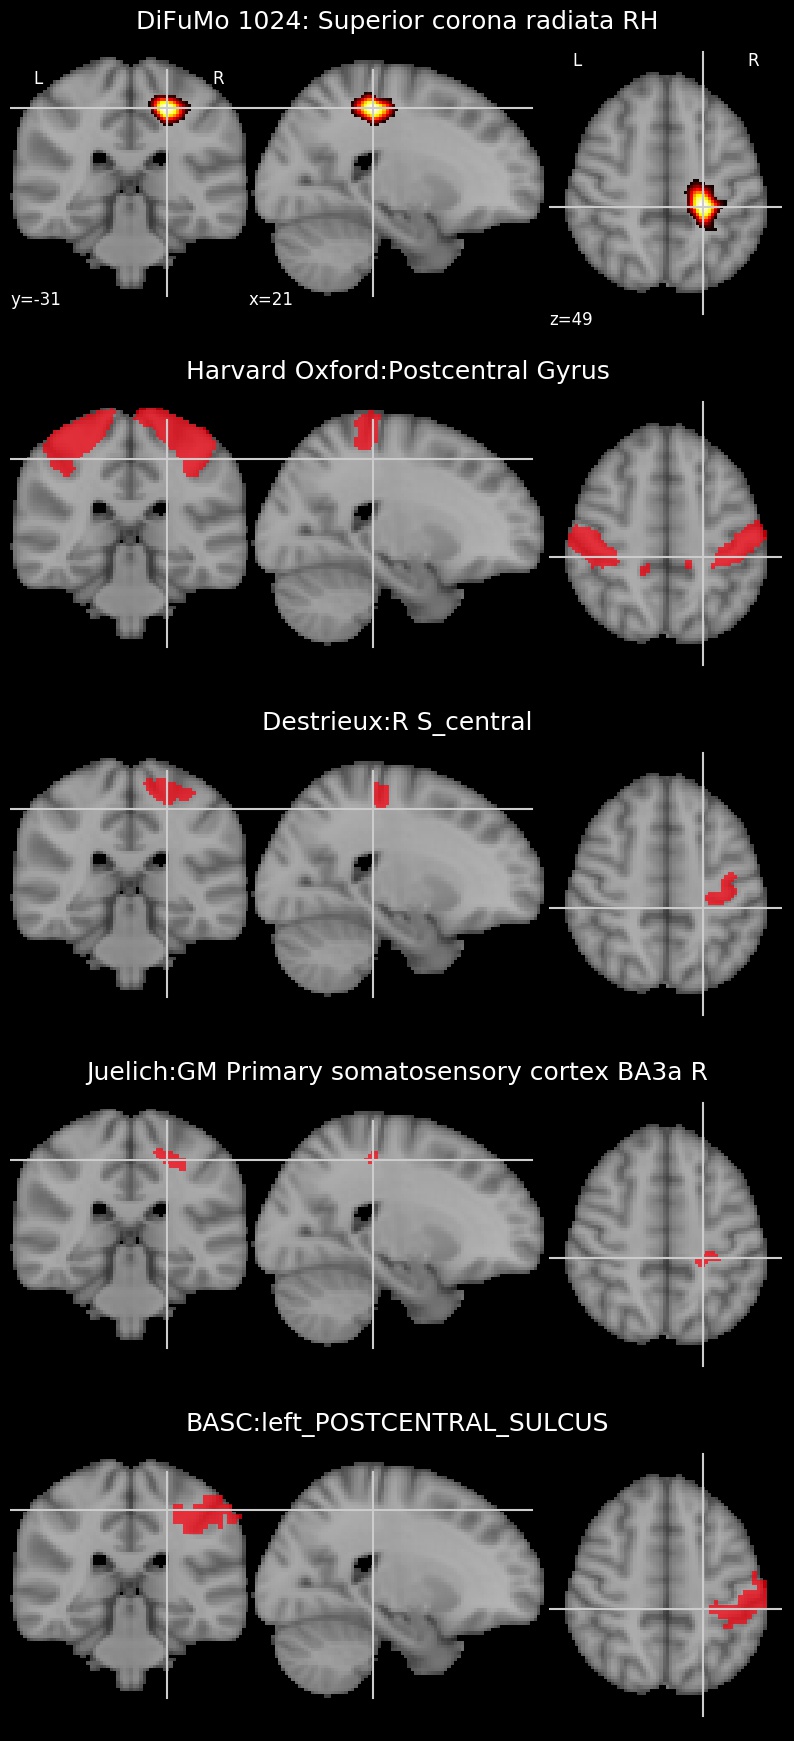 DiFuMo 1024: Superior corona radiata RH
L R L R
y=-31 x=21 z=49
Harvard Oxford:Postcentral Gyrus
Destrieux:R S_central
Juelich:GM Primary somatosensory cortex BA3a R
BASC:left_POSTCENTRAL_SULCUS